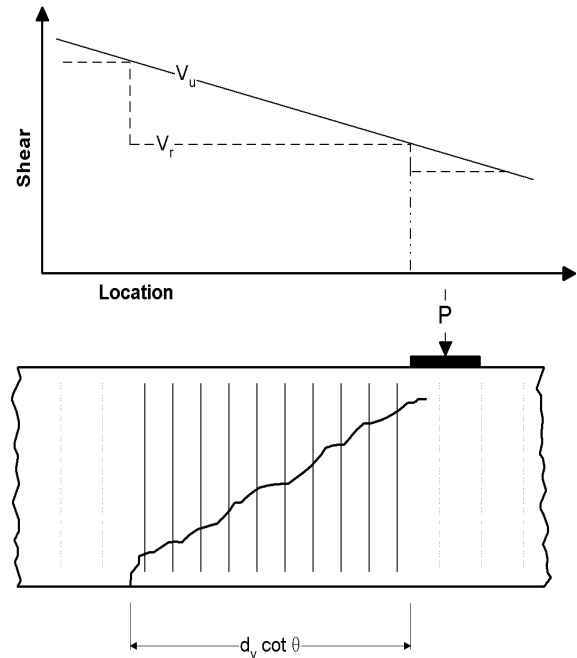 V_u
V_r
Shear
Location
P
d_v cot θ